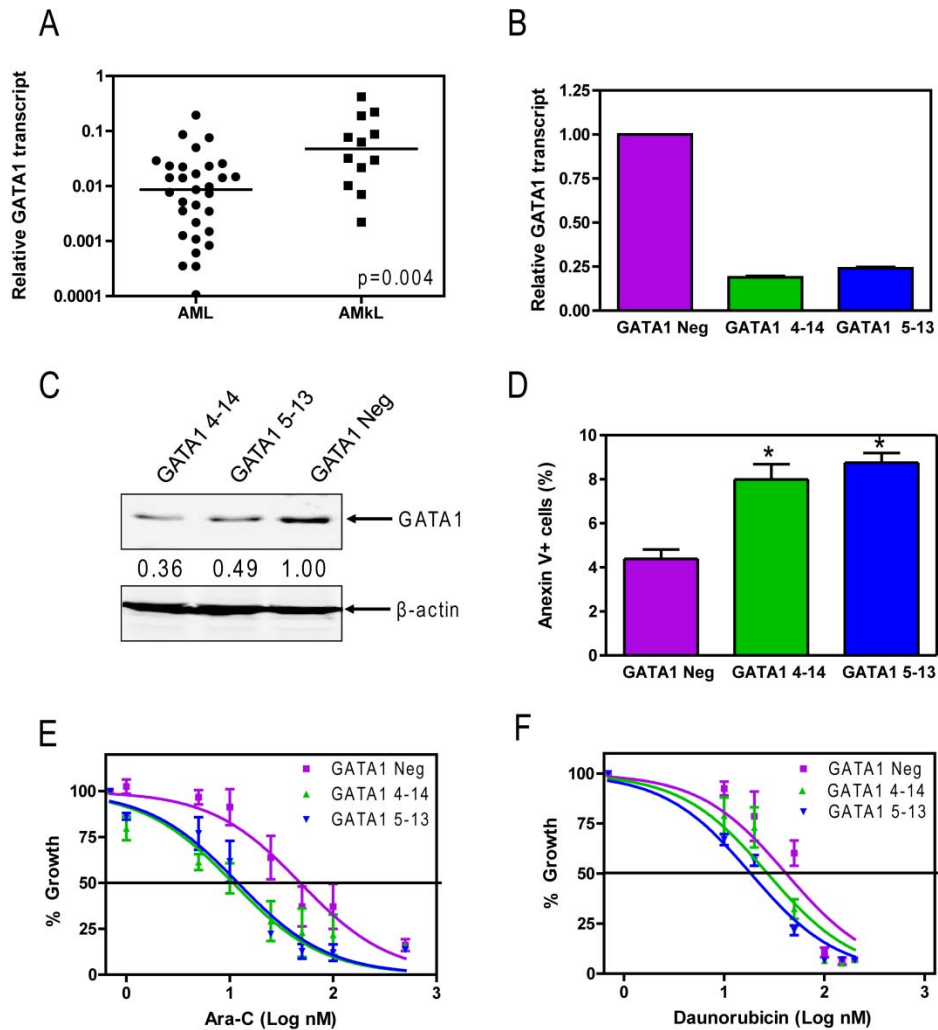 A
Relative GATA1 transcript
1
0.1
0.01
0.001
0.0001
p=0.004
AML AMkL
B
Relative GATA1 transcript
1.25
1.00
0.75
0.50
0.25
0.00
GATA1 Neg GATA1 4-14 GATA1 5-13
C
GATA1 4-14
GATA1 5-13
GATA1 Neg
GATA1
0.36 0.49 1.00
β-actin
D
Anexin V+ cells (%)
10
8
6
4
2
0
* *
GATA1 Neg GATA1 4-14 GATA1 5-13
E
% Growth
100
75
50
25
0
GATA1 Neg
GATA1 4-14
GATA1 5-13
0 1 2 3
Ara-C (Log nM)
F
% Growth
100
75
50
25
0
GATA1 Neg
GATA1 4-14
GATA1 5-13
0 1 2 3
Daunorubicin (Log nM)